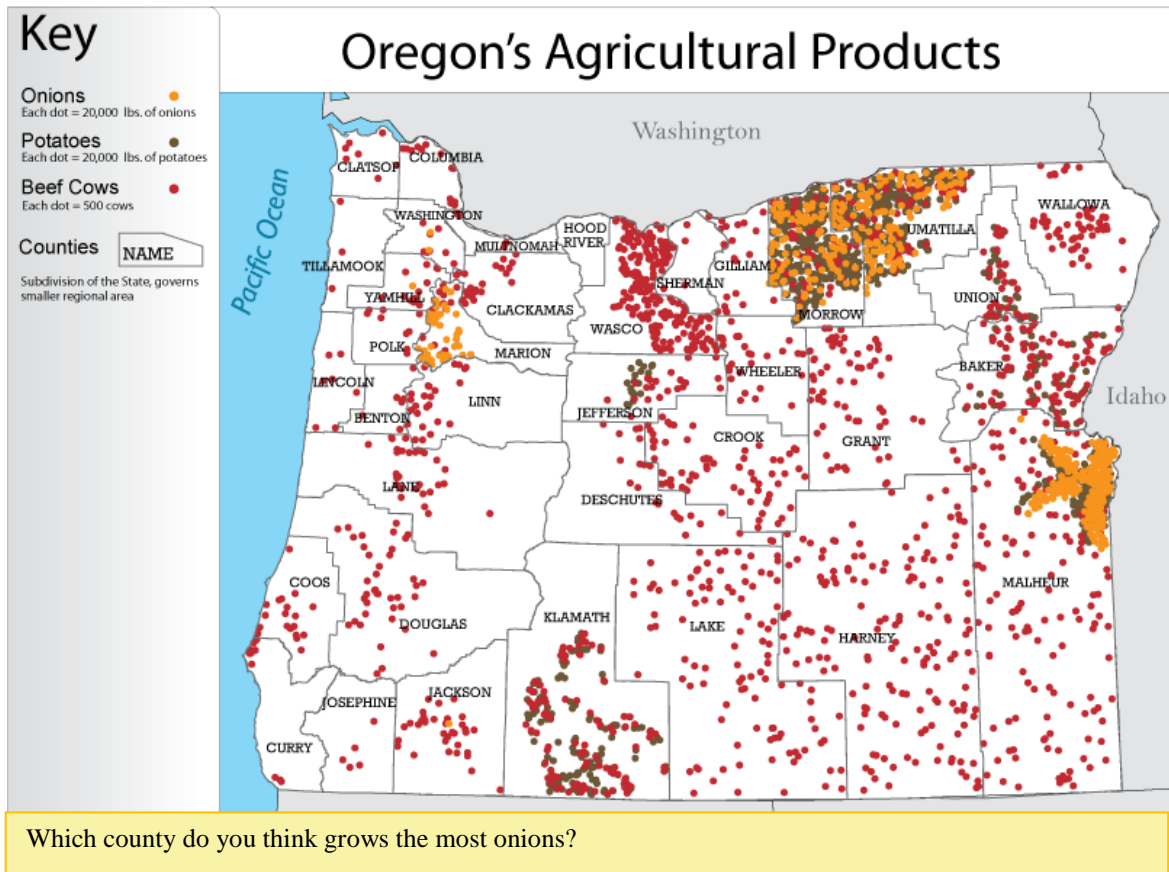 Key
Oregon's Agricultural Products
Onions
Each dot = 20,000 lbs. of onions
Potatoes
Each dot = 20,000 lbs. of potatoes
Beef Cows
Each dot = 500 cows
Counties
NAME
Subdivision of the State, governs
smaller regional area
Pacific Ocean
Washington
Idaho
CLATSOP
COLUMBIA
WASHINGTON
TILLAMOOK
MULTNOMAH
HOOD
RIVER
WASCO
SHERMAN
GILLIAM
MORROW
UMATILLA
UNION
WALLOWA
YAMHILL
CLACKAMAS
POLK
MARION
LINCOLN
BENTON
LINN
JEFFERSON
WHEELER
BAKER
CROOK
GRANT
LANE
DESCHUTES
COOS
DOUGLAS
KLAMATH
LAKE
HARNEY
MALHEUR
CURRY
JOSEPHINE
JACKSON
Which county do you think grows the most onions?